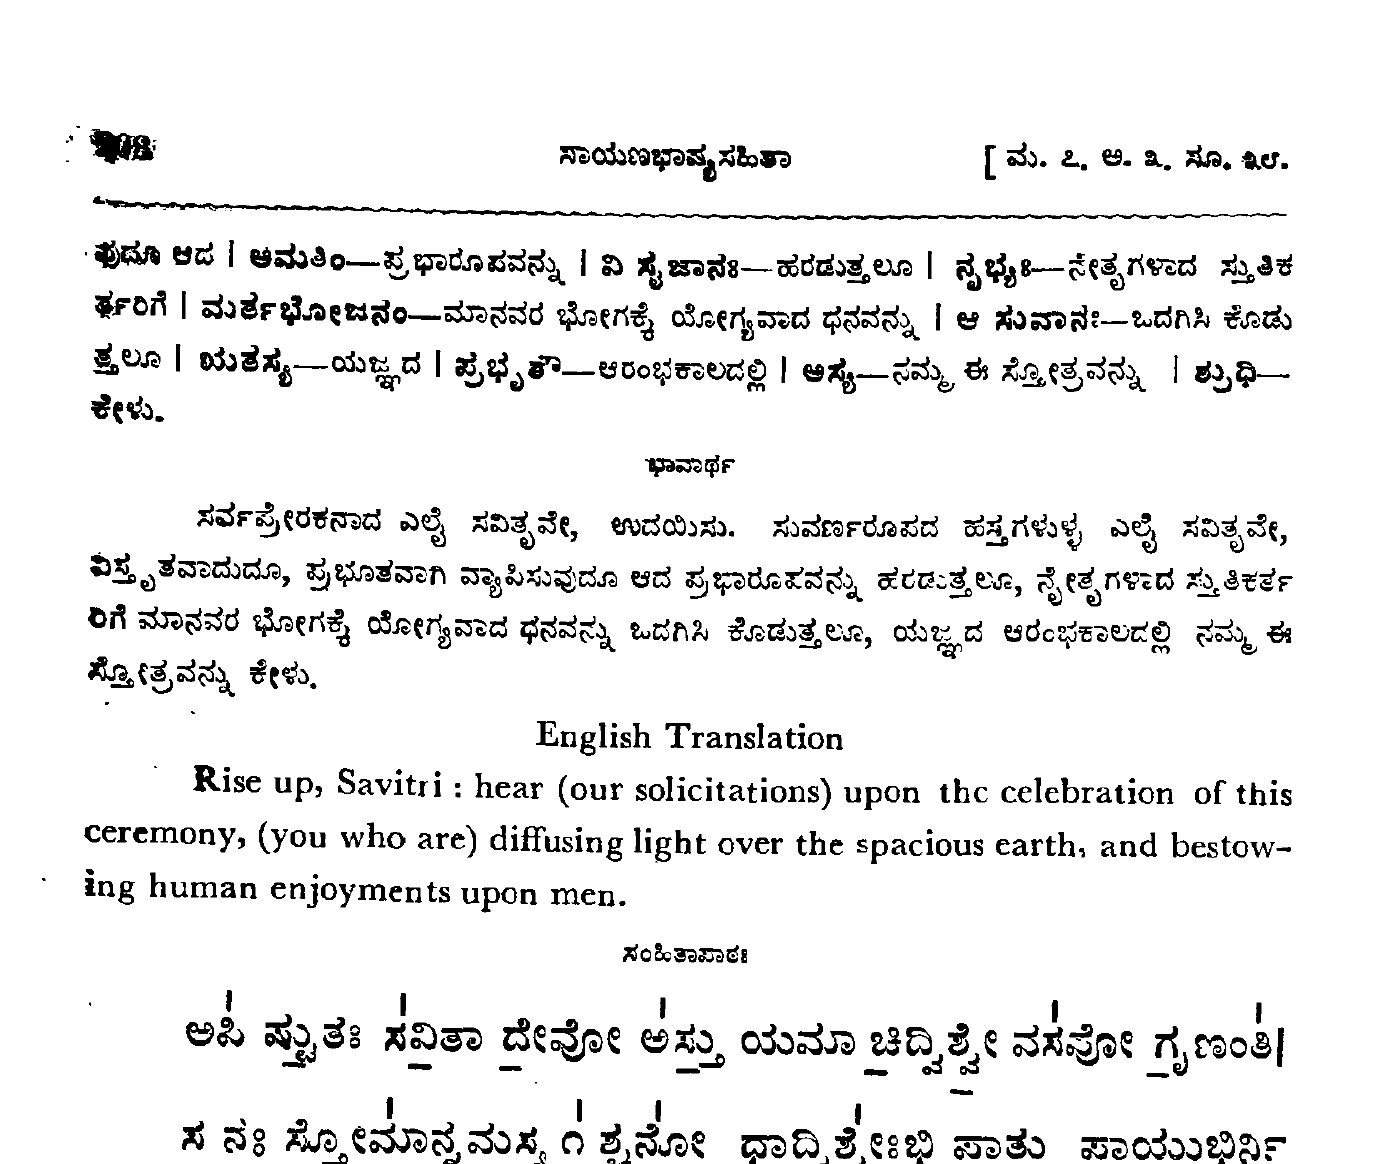 ಸಾಯಣಭಾಷ್ಯಸಹಿತಾ [ ಮ. ೭. ಅ. ೩. ಸೂ. ೩೮.
ವುದೂ ಆದ | ಅಮತಿಂ—ಪ್ರಭಾರೂಪವನ್ನು | ವಿ ಸೃಜಾನಃ—ಹರಡುತ್ತಲೂ | ನೃಭ್ಯಃ—ನೇತೃಗಳಾದ ಸ್ತುತಿಕ
ರ್ತರಿಗೆ | ಮರ್ತಭೋಜನಂ—ಮಾನವರ ಭೋಗಕ್ಕೆ ಯೋಗ್ಯವಾದ ಧನವನ್ನು | ಆ ಸುವಾನಃ—ಒದಗಿಸಿ ಕೊಡು
ತ್ತಲೂ | ಋತಸ್ಯ—ಯಜ್ಞದ | ಪ್ರಭೃತೌ—ಆರಂಭಕಾಲದಲ್ಲಿ | ಅಸ್ಯ—ನಮ್ಮ ಈ ಸ್ತೋತ್ರವನ್ನು | ಶ್ರುಧಿ—
ಕೇಳು.
ಭಾವಾರ್ಥ
ಸರ್ವಪ್ರೇರಕನಾದ ಎಲೈ ಸವಿತೃವೇ, ಉದಯಿಸು. ಸುವರ್ಣರೂಪದ ಹಸ್ತಗಳುಳ್ಳ ಎಲೈ ಸವಿತೃವೇ,
ವಿಸ್ತೃತವಾದುದೂ, ಪ್ರಭೂತವಾಗಿ ವ್ಯಾಪಿಸುವುದೂ ಆದ ಪ್ರಭಾರೂಪವನ್ನು ಹರಡುತ್ತಲೂ, ನೈೇತೃಗಳಾದ ಸ್ತುತಿಕರ್ತ
ರಿಗೆ ಮಾನವರ ಭೋಗಕ್ಕೆ ಯೋಗ್ಯವಾದ ಧನವನ್ನು ಒದಗಿಸಿ ಕೊಡುತ್ತಲೂ, ಯಜ್ಞದ ಆರಂಭಕಾಲದಲ್ಲಿ ನಮ್ಮ ಈ
ಸ್ತೋತ್ರವನ್ನು ಕೇಳು.
English Translation
Rise up, Savitri : hear (our solicitations) upon the celebration of this
ceremony, (you who are) diffusing light over the spacious earth, and bestow-
ing human enjoyments upon men.
ಸಂಹಿತಾಪಾಠಃ
ಅಪಿ॑ ಷ್ಟುತಃ ಸ॑ವಿ॒ತಾ ದೇ॒ವೋ ಅ॑ಸ್ತು॒ ಯಮಾ ಚಿ॒ದ್ವಿಶ್ವೇ॒ ವಸ॑ವೋ ಗೃ॒ಣಂತಿ॑|
ಸ ನಃ ಸ್ತೋಮಾ॑ನ್ನಮಸ್ಯ೧॑ ಶ್ಚನೋ॑ ಧಾದ್ವಿಶ್ವೇ॑ಭಿಃ ಪಾತು ಪಾಯುಭಿರ್ನಿ